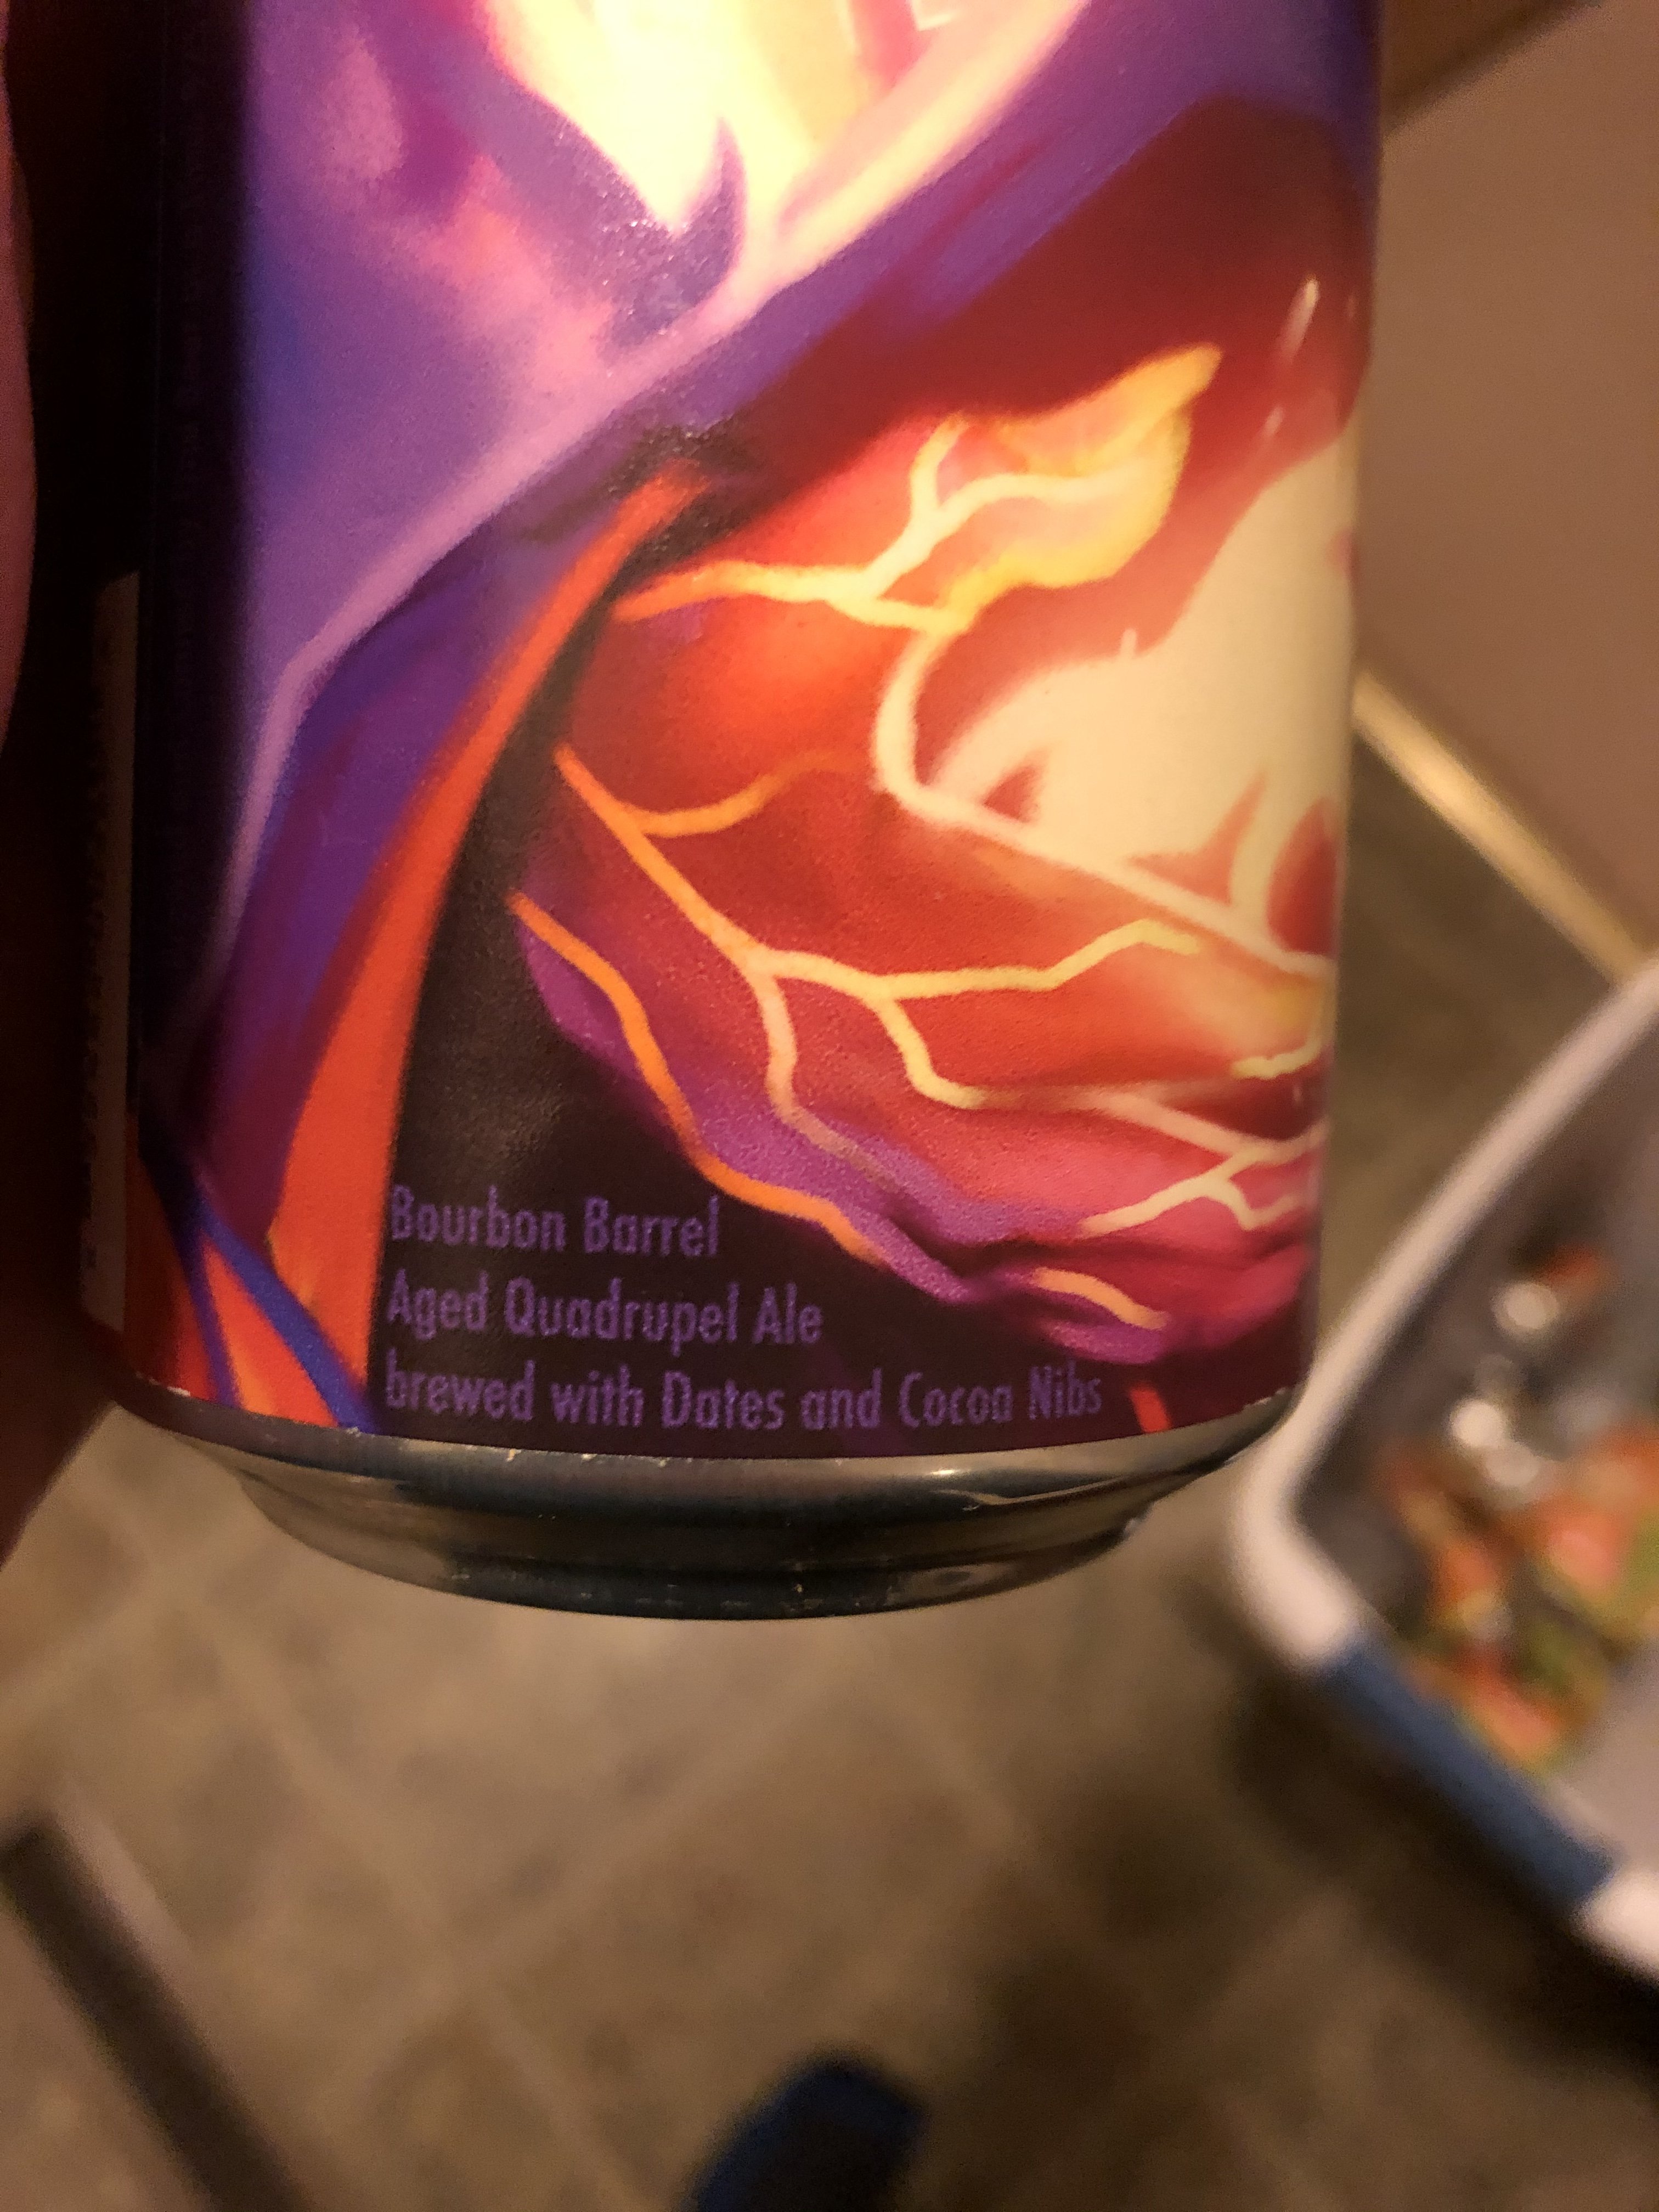 Bourbon Barrel
Aged Quadrupel Ale
brewed with Dates and Cocoa Nibs